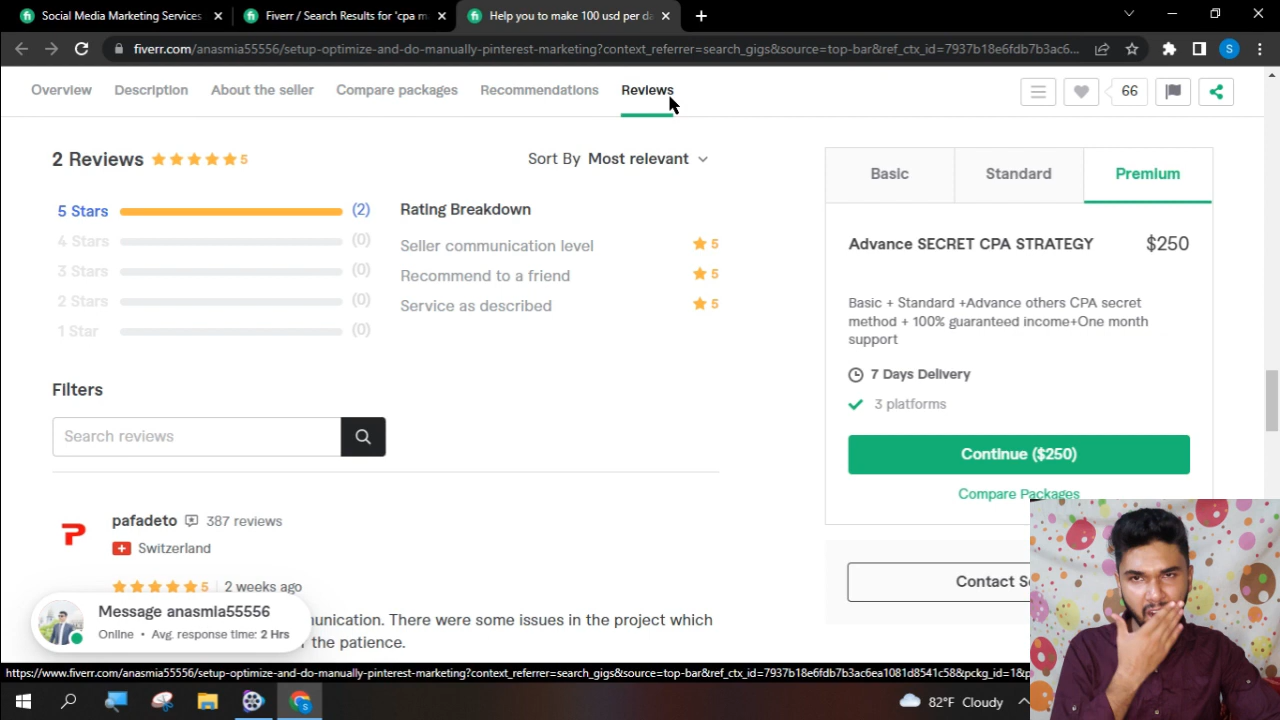 Social Media Marketing Services
Fiverr / Search Results for 'cpa m
Help you to make 100 usd per da
fiverr.com/anasmia55556/setup-optimize-and-do-manually-pinterest-marketing?context_referrer=search_gigs&source=top-bar&ref_ctx_id=7937b18e6fdb7b3ac6...
S
Overview
Description
About the seller
Compare packages
Recommendations
Reviews
66
2 Reviews
5
Sort By Most relevant
Basic
Standard
Premium
5 Stars
(2)
Rating Breakdown
4 Stars
(0)
Seller communication level
5
3 Stars
(0)
Recommend to a friend
5
2 Stars
(0)
Service as described
5
1 Star
(0)
Advance SECRET CPA STRATEGY
$250
Basic + Standard +Advance others CPA secret
method + 100% guaranteed income+One month
support
7 Days Delivery
3 platforms
Continue ($250)
Compare Packages
Filters
Search reviews
P
pafadeto
387 reviews
Switzerland
5
2 weeks ago
unication. There were some issues in the project which
the patience.
Message anasmia55556
Online • Avg. response time: 2 Hrs
Contact Se
https://www.fiverr.com/anasmia55556/setup-optimize-and-do-manually-pinterest-marketing?context_referrer=search_gigs&source=top-bar&ref_ctx_id=7937b18e6fdb7b3ac6ea1081d8541c58&pckg_id=1&p
82°F Cloudy